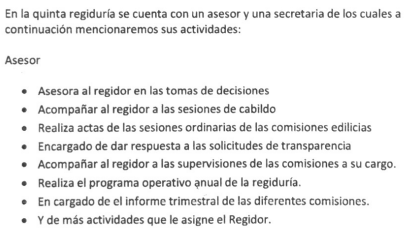 En la quinta regiduría se cuenta con un asesor y una secretaria de los cuales a
continuación mencionaremos sus actividades:
Asesor
• Asesora al regidor en las tomas de decisiones
• Acompañar al regidor a las sesiones de cabildo
• Realiza actas de las sesiones ordinarias de las comisiones edilicias
• Encargado de dar respuesta a las solicitudes de transparencia
• Acompañar al regidor a las supervisiones de las comisiones a su cargo.
• Realiza el programa operativo anual de la regiduría.
• En cargado de el informe trimestral de las diferentes comisiones.
• Y de más actividades que le asigne el Regidor.